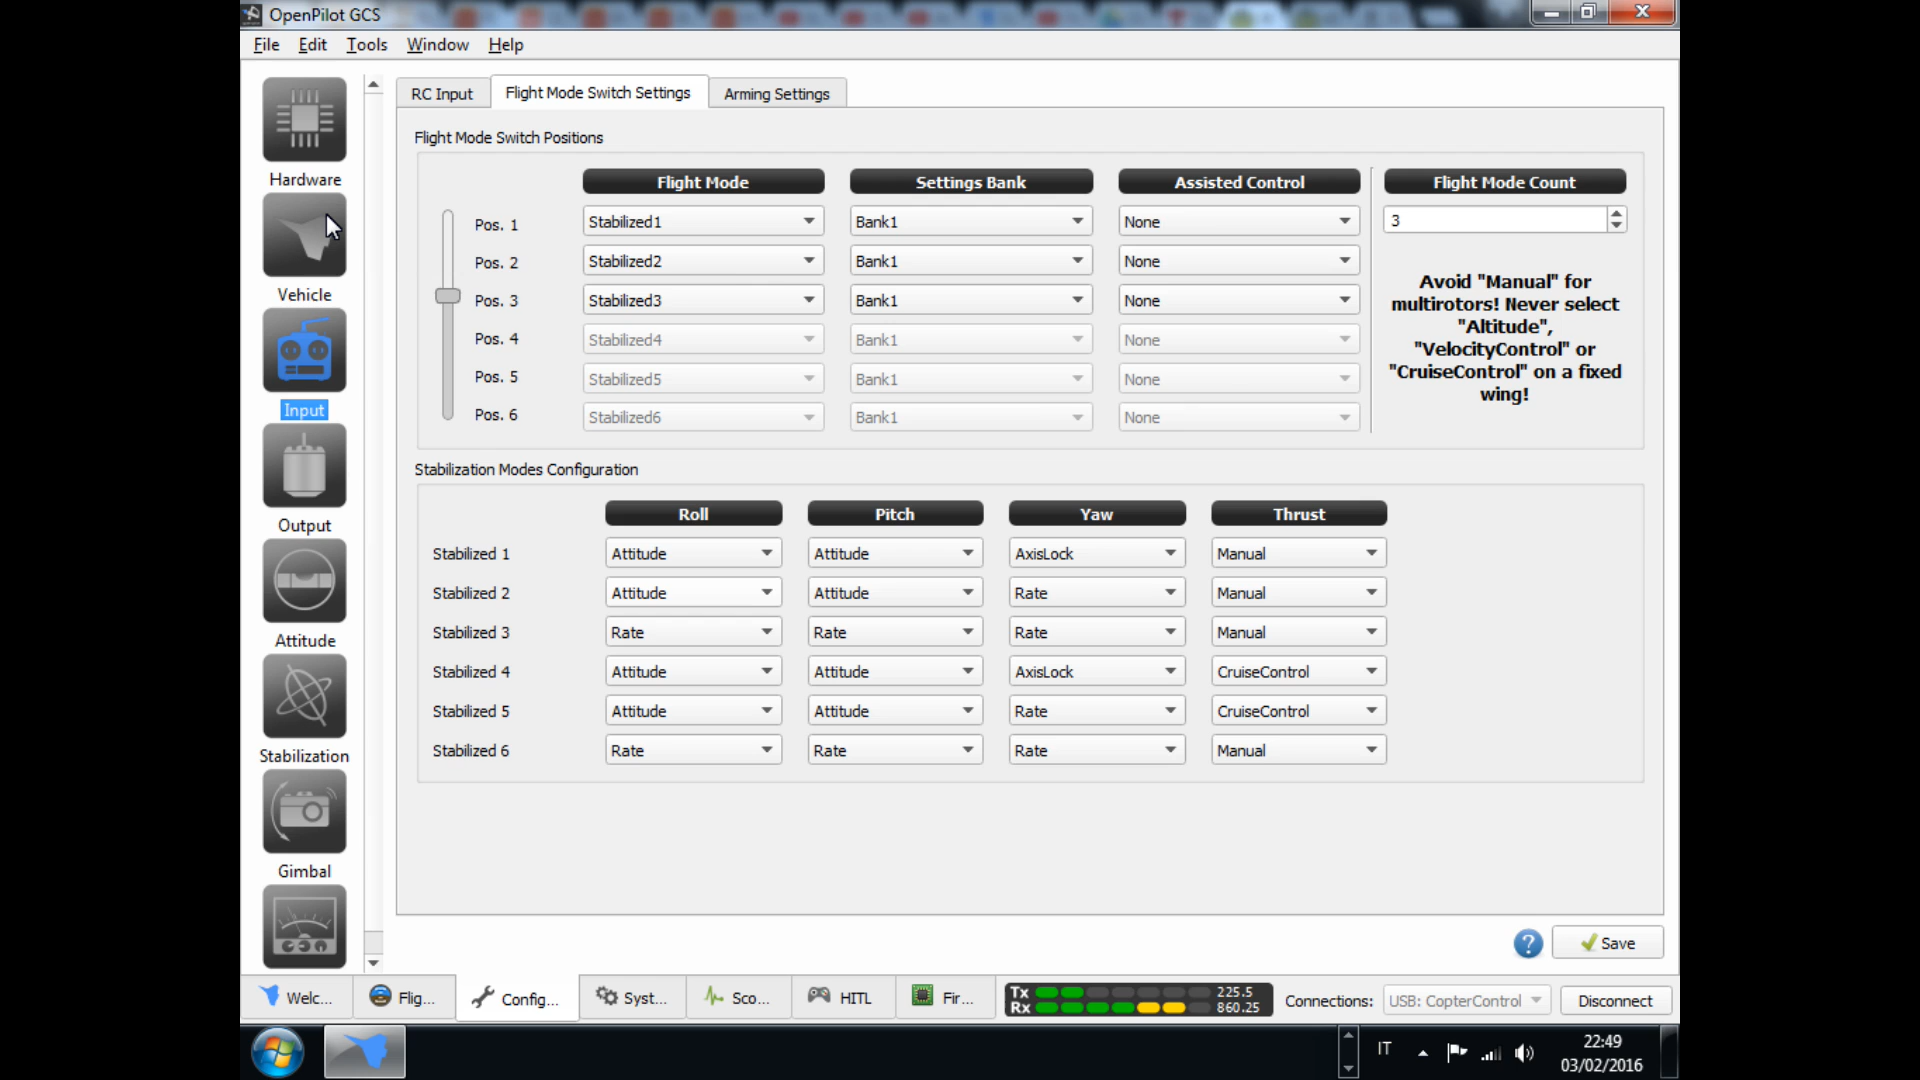 OpenPilot GCS
File Edit Tools Window Help
Hardware
Vehicle
Input
Output
Attitude
Stabilization
Gimbal
RC Input Flight Mode Switch Settings Arming Settings
Flight Mode Switch Positions
Flight Mode Settings Bank Assisted Control Flight Mode Count
Pos. 1 Stabilized1 Bank1 None 3
Pos. 2 Stabilized2 Bank1 None
Pos. 3 Stabilized3 Bank1 None
Pos. 4 Stabilized4 Bank1 None
Pos. 5 Stabilized5 Bank1 None
Pos. 6 Stabilized6 Bank1 None
Avoid "Manual" for
multirotors! Never select
"Altitude",
"VelocityControl" or
"CruiseControl" on a fixed
wing!
Stabilization Modes Configuration
Roll Pitch Yaw Thrust
Stabilized 1 Attitude Attitude AxisLock Manual
Stabilized 2 Attitude Attitude Rate Manual
Stabilized 3 Rate Rate Rate Manual
Stabilized 4 Attitude Attitude AxisLock CruiseControl
Stabilized 5 Attitude Attitude Rate CruiseControl
Stabilized 6 Rate Rate Rate Manual
? Save
Welc... Flig... Config... Syst... Sco... HITL Fir...
Tx 225.5
Rx 860.25
Connections: USB: CopterControl Disconnect
IT
22:49
03/02/2016